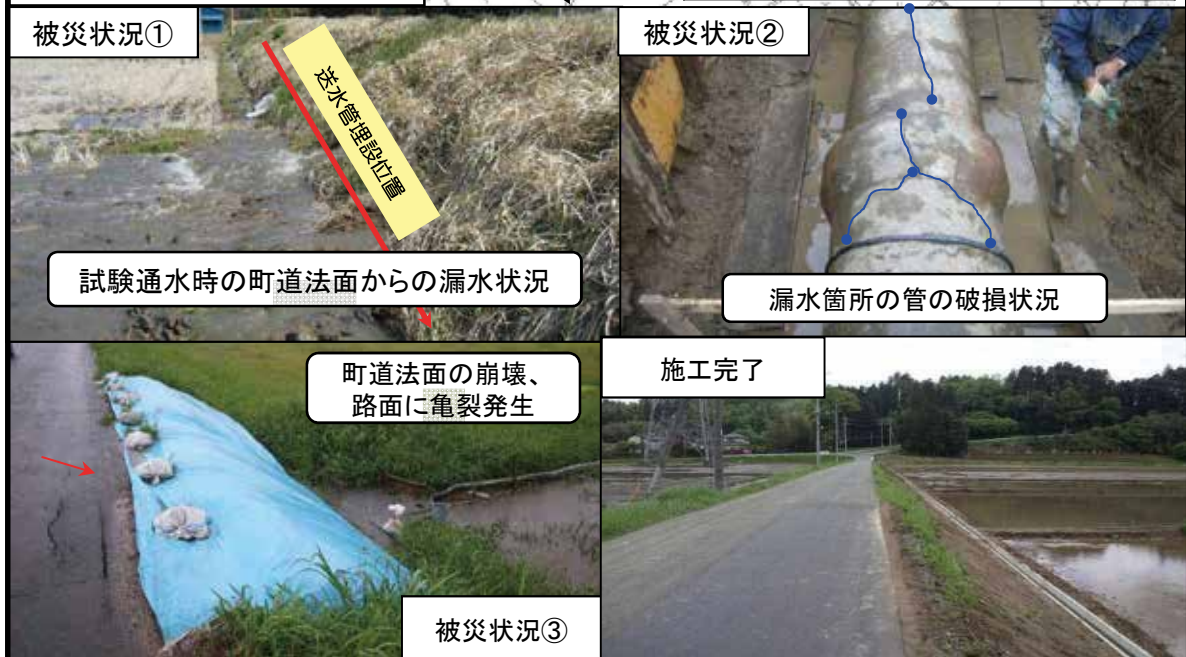 被災状況①
送水管埋設位置
試験通水時の町道法面からの漏水状況
被災状況②
漏水箇所の管の破損状況
町道法面の崩壊、
路面に亀裂発生
被災状況③
施工完了